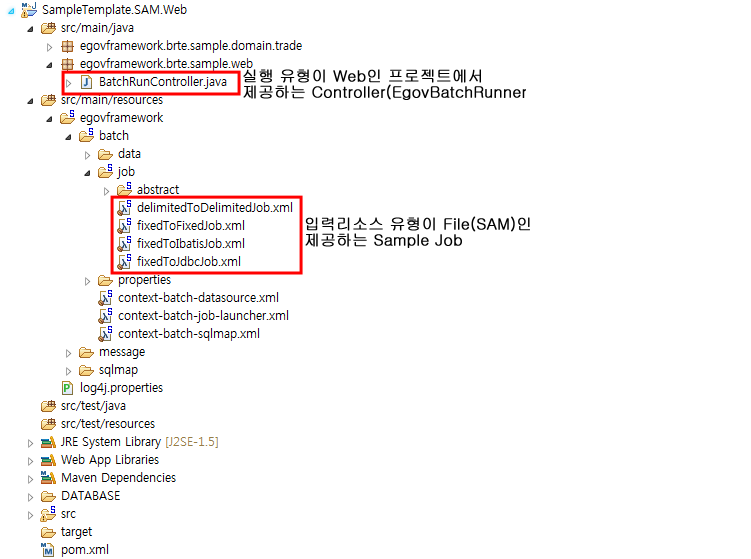 SampleTemplate.SAM.Web
src/main/java
egovframework.brte.sample.domain.trade
egovframework.brte.sample.web
BatchRunController.java
실행 유형이 Web인 프로젝트에서
제공하는 Controller(EgovBatchRunner
src/main/resources
egovframework
batch
data
job
abstract
delimitedToDelimitedJob.xml
fixedToFixedJob.xml
fixedToIbatisJob.xml
fixedToJdbcJob.xml
입력리소스 유형이 File(SAM)인
제공하는 Sample Job
properties
context-batch-datasource.xml
context-batch-job-launcher.xml
context-batch-sqlmap.xml
message
sqlmap
log4j.properties
src/test/java
src/test/resources
JRE System Library [J2SE-1.5]
Web App Libraries
Maven Dependencies
DATABASE
src
target
pom.xml